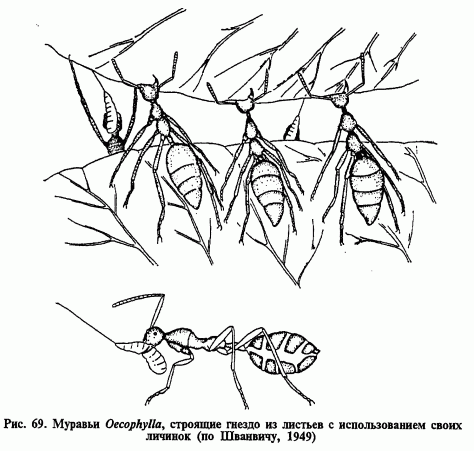 Рис. 69. Муравьи Oecophylla, строящие гнездо из листьев с использованием своих
личинок (по Шванвичу, 1949)